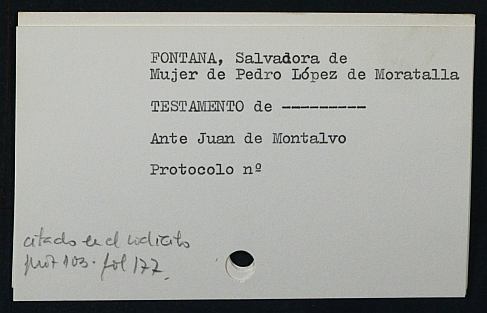 FONTANA, Salvadora de
Mujer de Pedro López de Moratalla
TESTAMENTO de ---------
Ante Juan de Montalvo
Protocolo nº
citado en el codicilo
prot 103. fol 177.